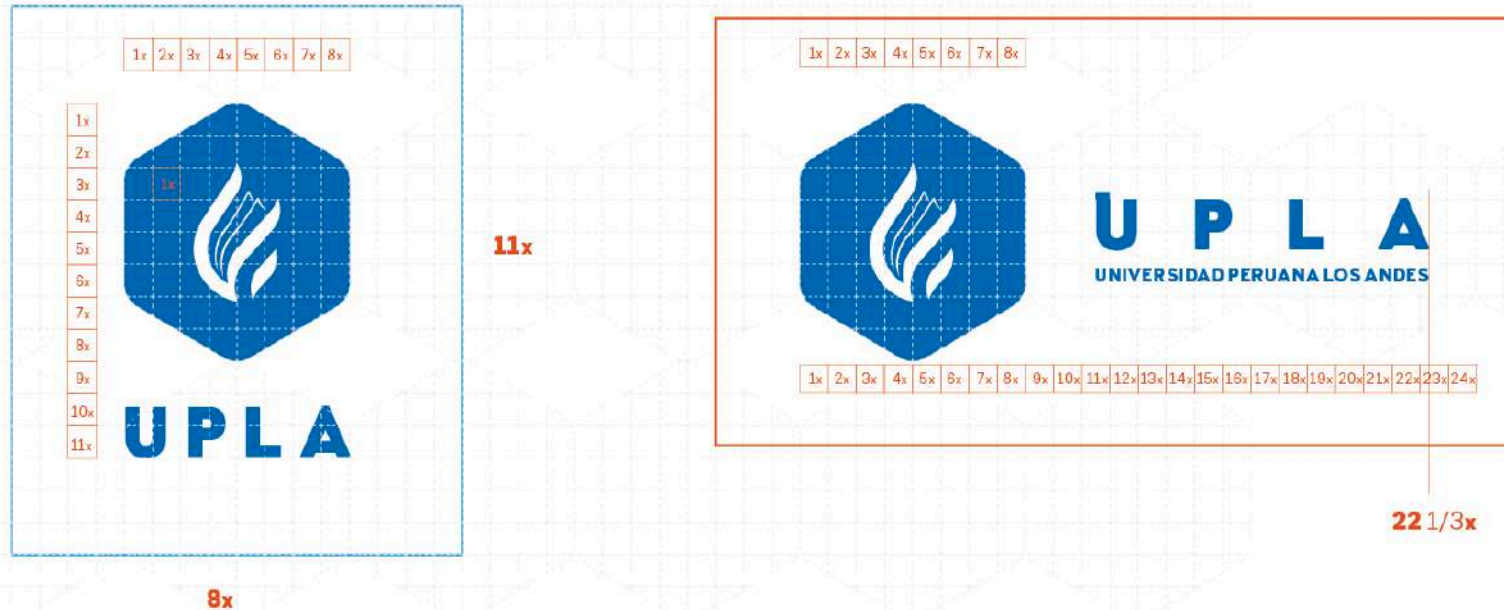 1x 2x 3x 4x 5x 6x 7x 8x
1x
2x
3x
1x
4x
5x
6x
7x
8x
9x
10x
11x
UPLA
11x
8x
1x 2x 3x 4x 5x 6x 7x 8x
U P L A
UNIVERSIDAD PERUANA LOS ANDES
1x 2x 3x 4x 5x 6x 7x 8x 9x 10x 11x 12x 13x 14x 15x 16x 17x 18x 19x 20x 21x 22x 23x 24x
22 1/3x